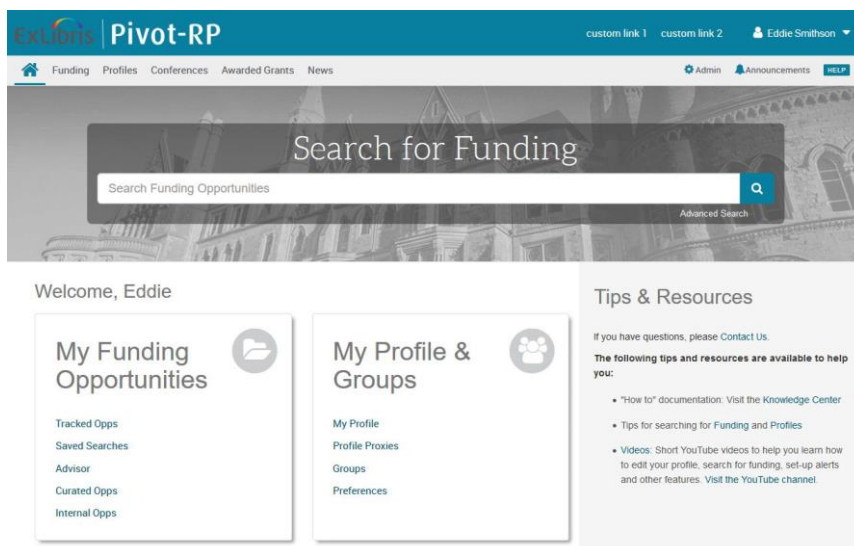 ExLibris Pivot-RP
custom link 1 custom link 2 Eddie Smithson
Funding Profiles Conferences Awarded Grants News
Admin Announcements HELP
Search for Funding
Search Funding Opportunities
Advanced Search
Welcome, Eddie
My Funding
Opportunities
Tracked Opps
Saved Searches
Advisor
Curated Opps
Internal Opps
My Profile &
Groups
My Profile
Profile Proxies
Groups
Preferences
Tips & Resources
If you have questions, please Contact Us.
The following tips and resources are available to help
you:
• "How to" documentation: Visit the Knowledge Center
• Tips for searching for Funding and Profiles
• Videos: Short YouTube videos to help you learn how
to edit your profile, search for funding, set-up alerts
and other features. Visit the YouTube channel.